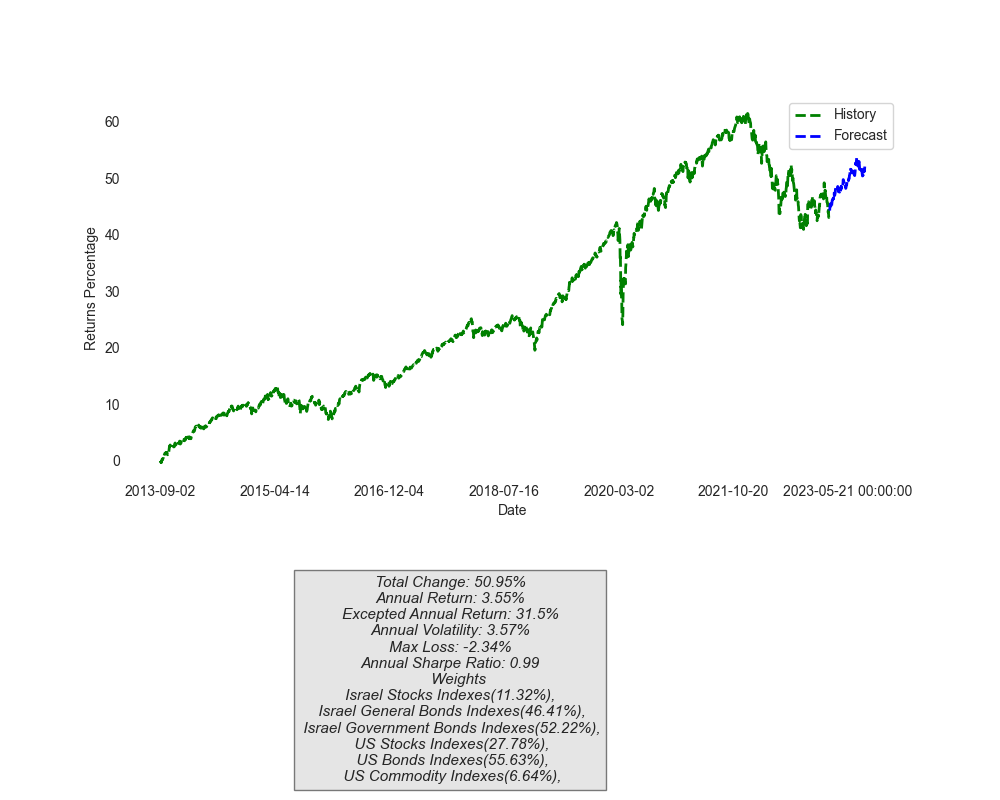 History
Forecast
60
50
40
30
20
10
0
Returns Percentage
2013-09-02
2015-04-14
2016-12-04
2018-07-16
2020-03-02
2021-10-20
2023-05-21 00:00:00
Date
Total Change: 50.95%
Annual Return: 3.55%
Excepted Annual Return: 31.5%
Annual Volatility: 3.57%
Max Loss: -2.34%
Annual Sharpe Ratio: 0.99
Weights
Israel Stocks Indexes(11.32%),
Israel General Bonds Indexes(46.41%),
Israel Government Bonds Indexes(52.22%),
US Stocks Indexes(27.78%),
US Bonds Indexes(55.63%),
US Commodity Indexes(6.64%),